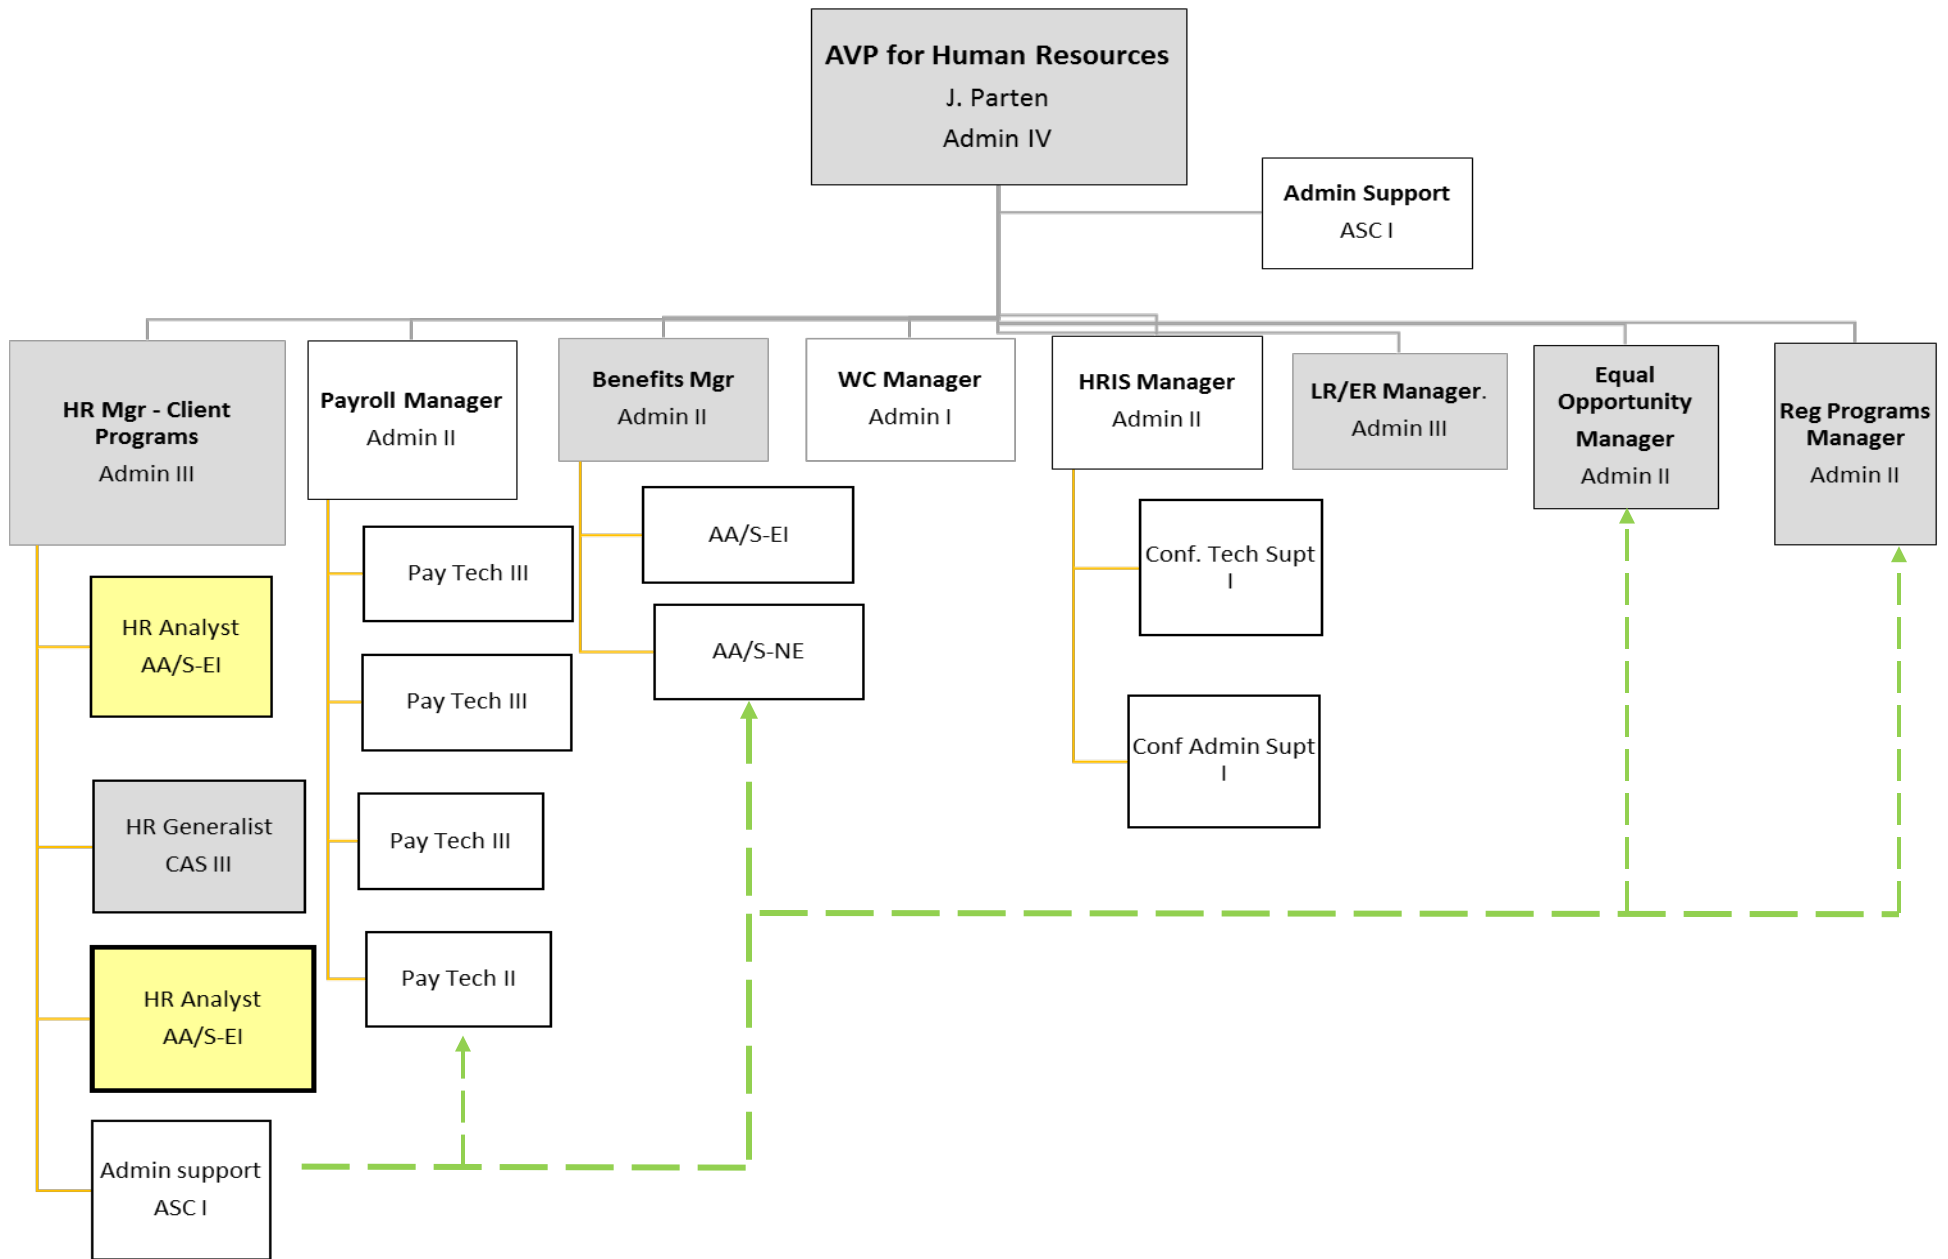 AVP for Human Resources
J. Parten
Admin IV
Admin Support
ASC I
HR Mgr - Client
Programs
Admin III
Payroll Manager
Admin II
Benefits Mgr
Admin II
WC Manager
Admin I
HRIS Manager
Admin II
LR/ER Manager.
Admin III
Equal
Opportunity
Manager
Admin II
Reg Programs
Manager
Admin II
HR Analyst
AA/S-EI
HR Generalist
CAS III
HR Analyst
AA/S-EI
Admin support
ASC I
Pay Tech III
Pay Tech III
Pay Tech III
Pay Tech II
AA/S-EI
AA/S-NE
Conf. Tech Supt
I
Conf Admin Supt
I